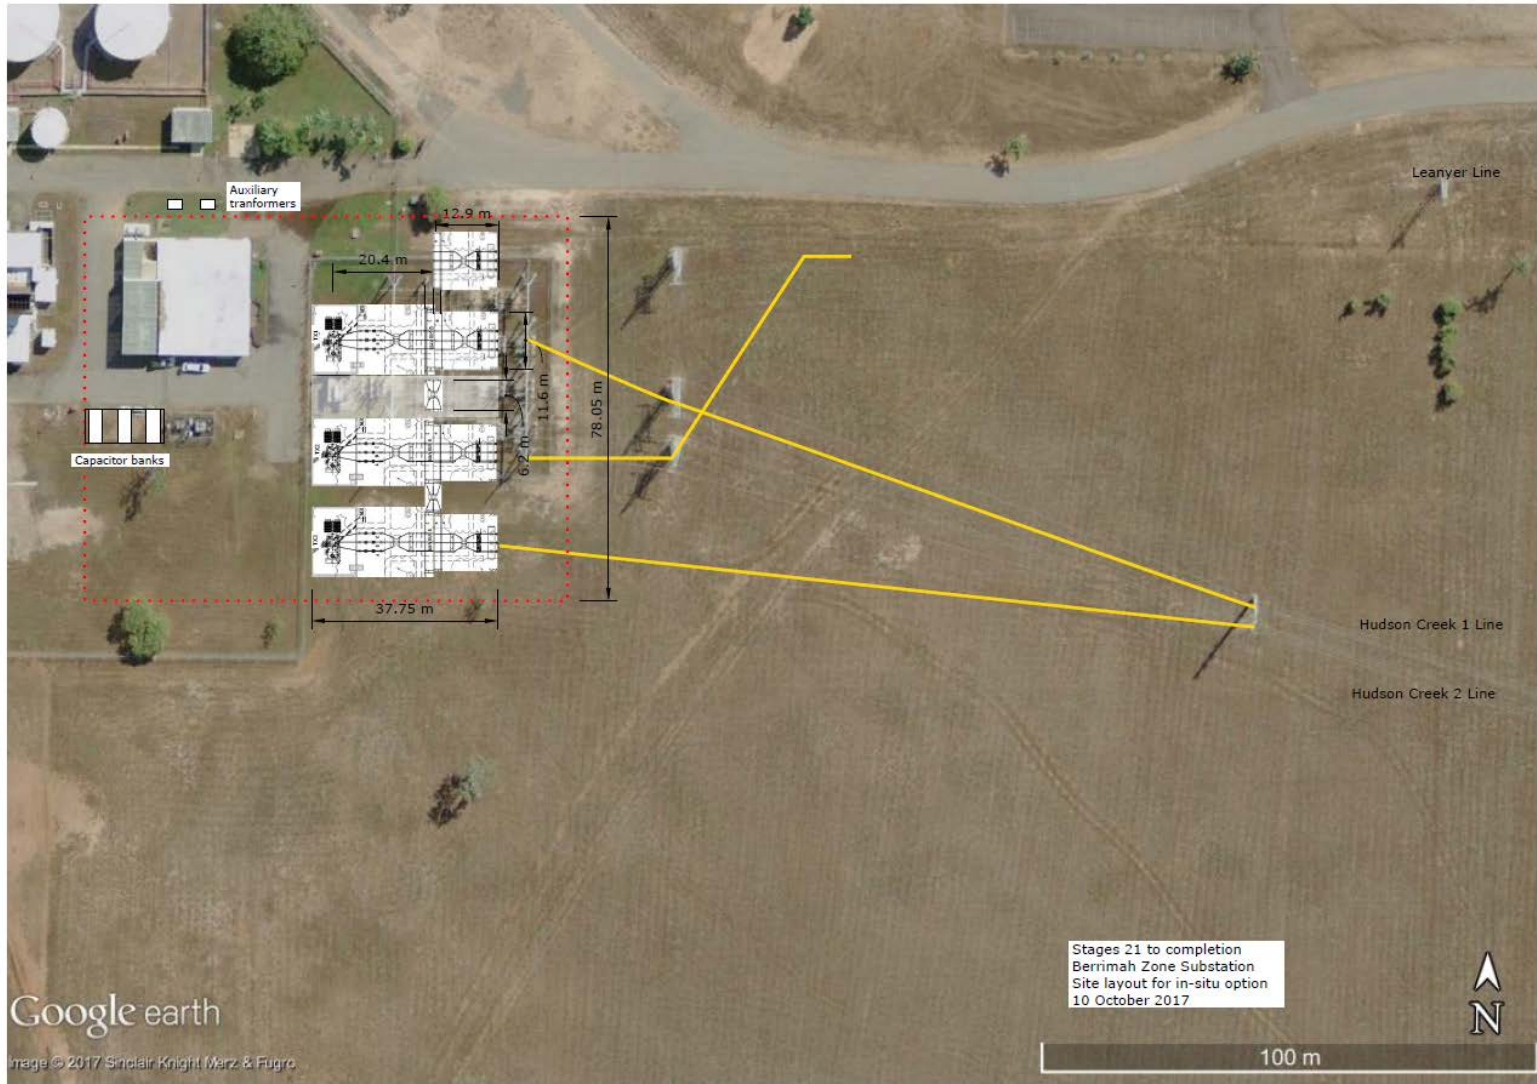 Leanyer Line
Auxiliary
tranformers
12.9 m
20.4 m
11.6 m
78.05 m
6.2 m
Capacitor banks
37.75 m
Hudson Creek 1 Line
Hudson Creek 2 Line
Stages 21 to completion
Berrimah Zone Substation
Site layout for in-situ option
10 October 2017
N
Google earth
Image © 2017 Sinclair Knight Merz & Fugro
100 m